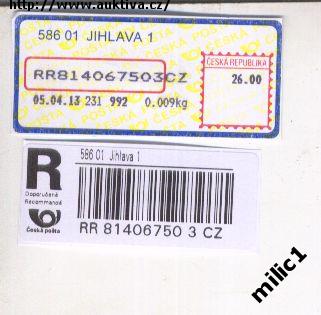 http://www.auktiva.cz/
586 01 JIHLAVA 1
ČESKÁ REPUBLIKA
RR814067503CZ
26.00
05.04.13 231 992 0.009kg
R
586 01 Jihlava 1
Doporučeně
Recommandé
Česká pošta
RR 81406750 3 CZ
milic1